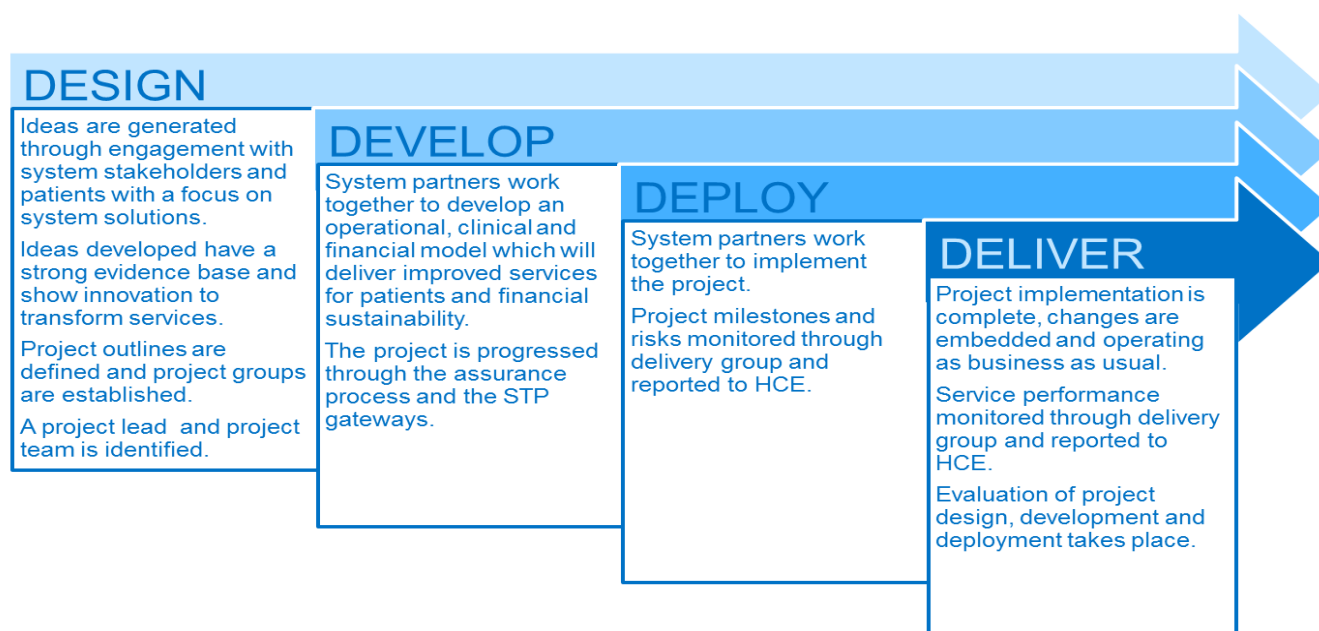 DESIGN
Ideas are generated
through engagement with
system stakeholders and
patients with a focus on
system solutions.
Ideas developed have a
strong evidence base and
show innovation to
transform services.
Project outlines are
defined and project groups
are established.
A project lead and project
team is identified.
DEVELOP
System partners work
together to develop an
operational, clinical and
financial model which will
deliver improved services
for patients and financial
sustainability.
The project is progressed
through the assurance
process and the STP
gateways.
DEPLOY
System partners work
together to implement
the project.
Project milestones and
risks monitored through
delivery group and
reported to HCE.
DELIVER
Project implementation is
complete, changes are
embedded and operating
as business as usual.
Service performance
monitored through delivery
group and reported to
HCE.
Evaluation of project
design, development and
deployment takes place.